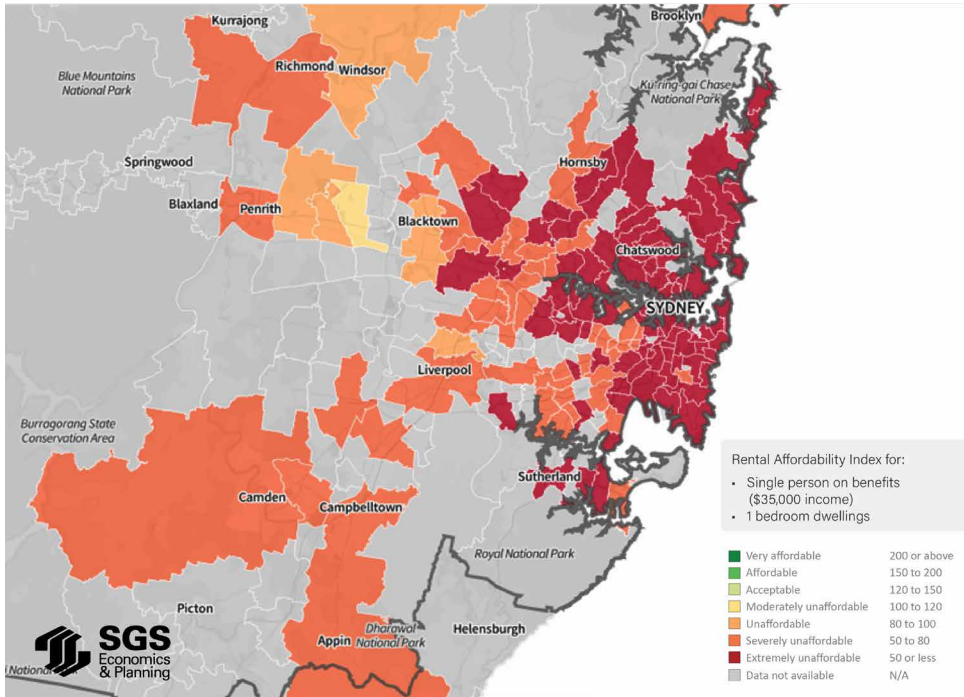 Kurrajong
Brooklyn
Richmond
Windsor
Blue Mountains
National Park
Ku-ring-gai Chase
National Park
Springwood
Hornsby
Blaxland
Penrith
Blacktown
Chatswood
SYDNEY
Liverpool
Burragorang State
Conservation Area
Sutherland
Camden
Campbelltown
Royal National Park
Picton
Helensburgh
Appin
Dharawal
National Park
SGS
Economics
& Planning
i National Park
Rental Affordability Index for:
• Single person on benefits
($35,000 income)
• 1 bedroom dwellings
Very affordable 200 or above
Affordable 150 to 200
Acceptable 120 to 150
Moderately unaffordable 100 to 120
Unaffordable 80 to 100
Severely unaffordable 50 to 80
Extremely unaffordable 50 or less
Data not available N/A